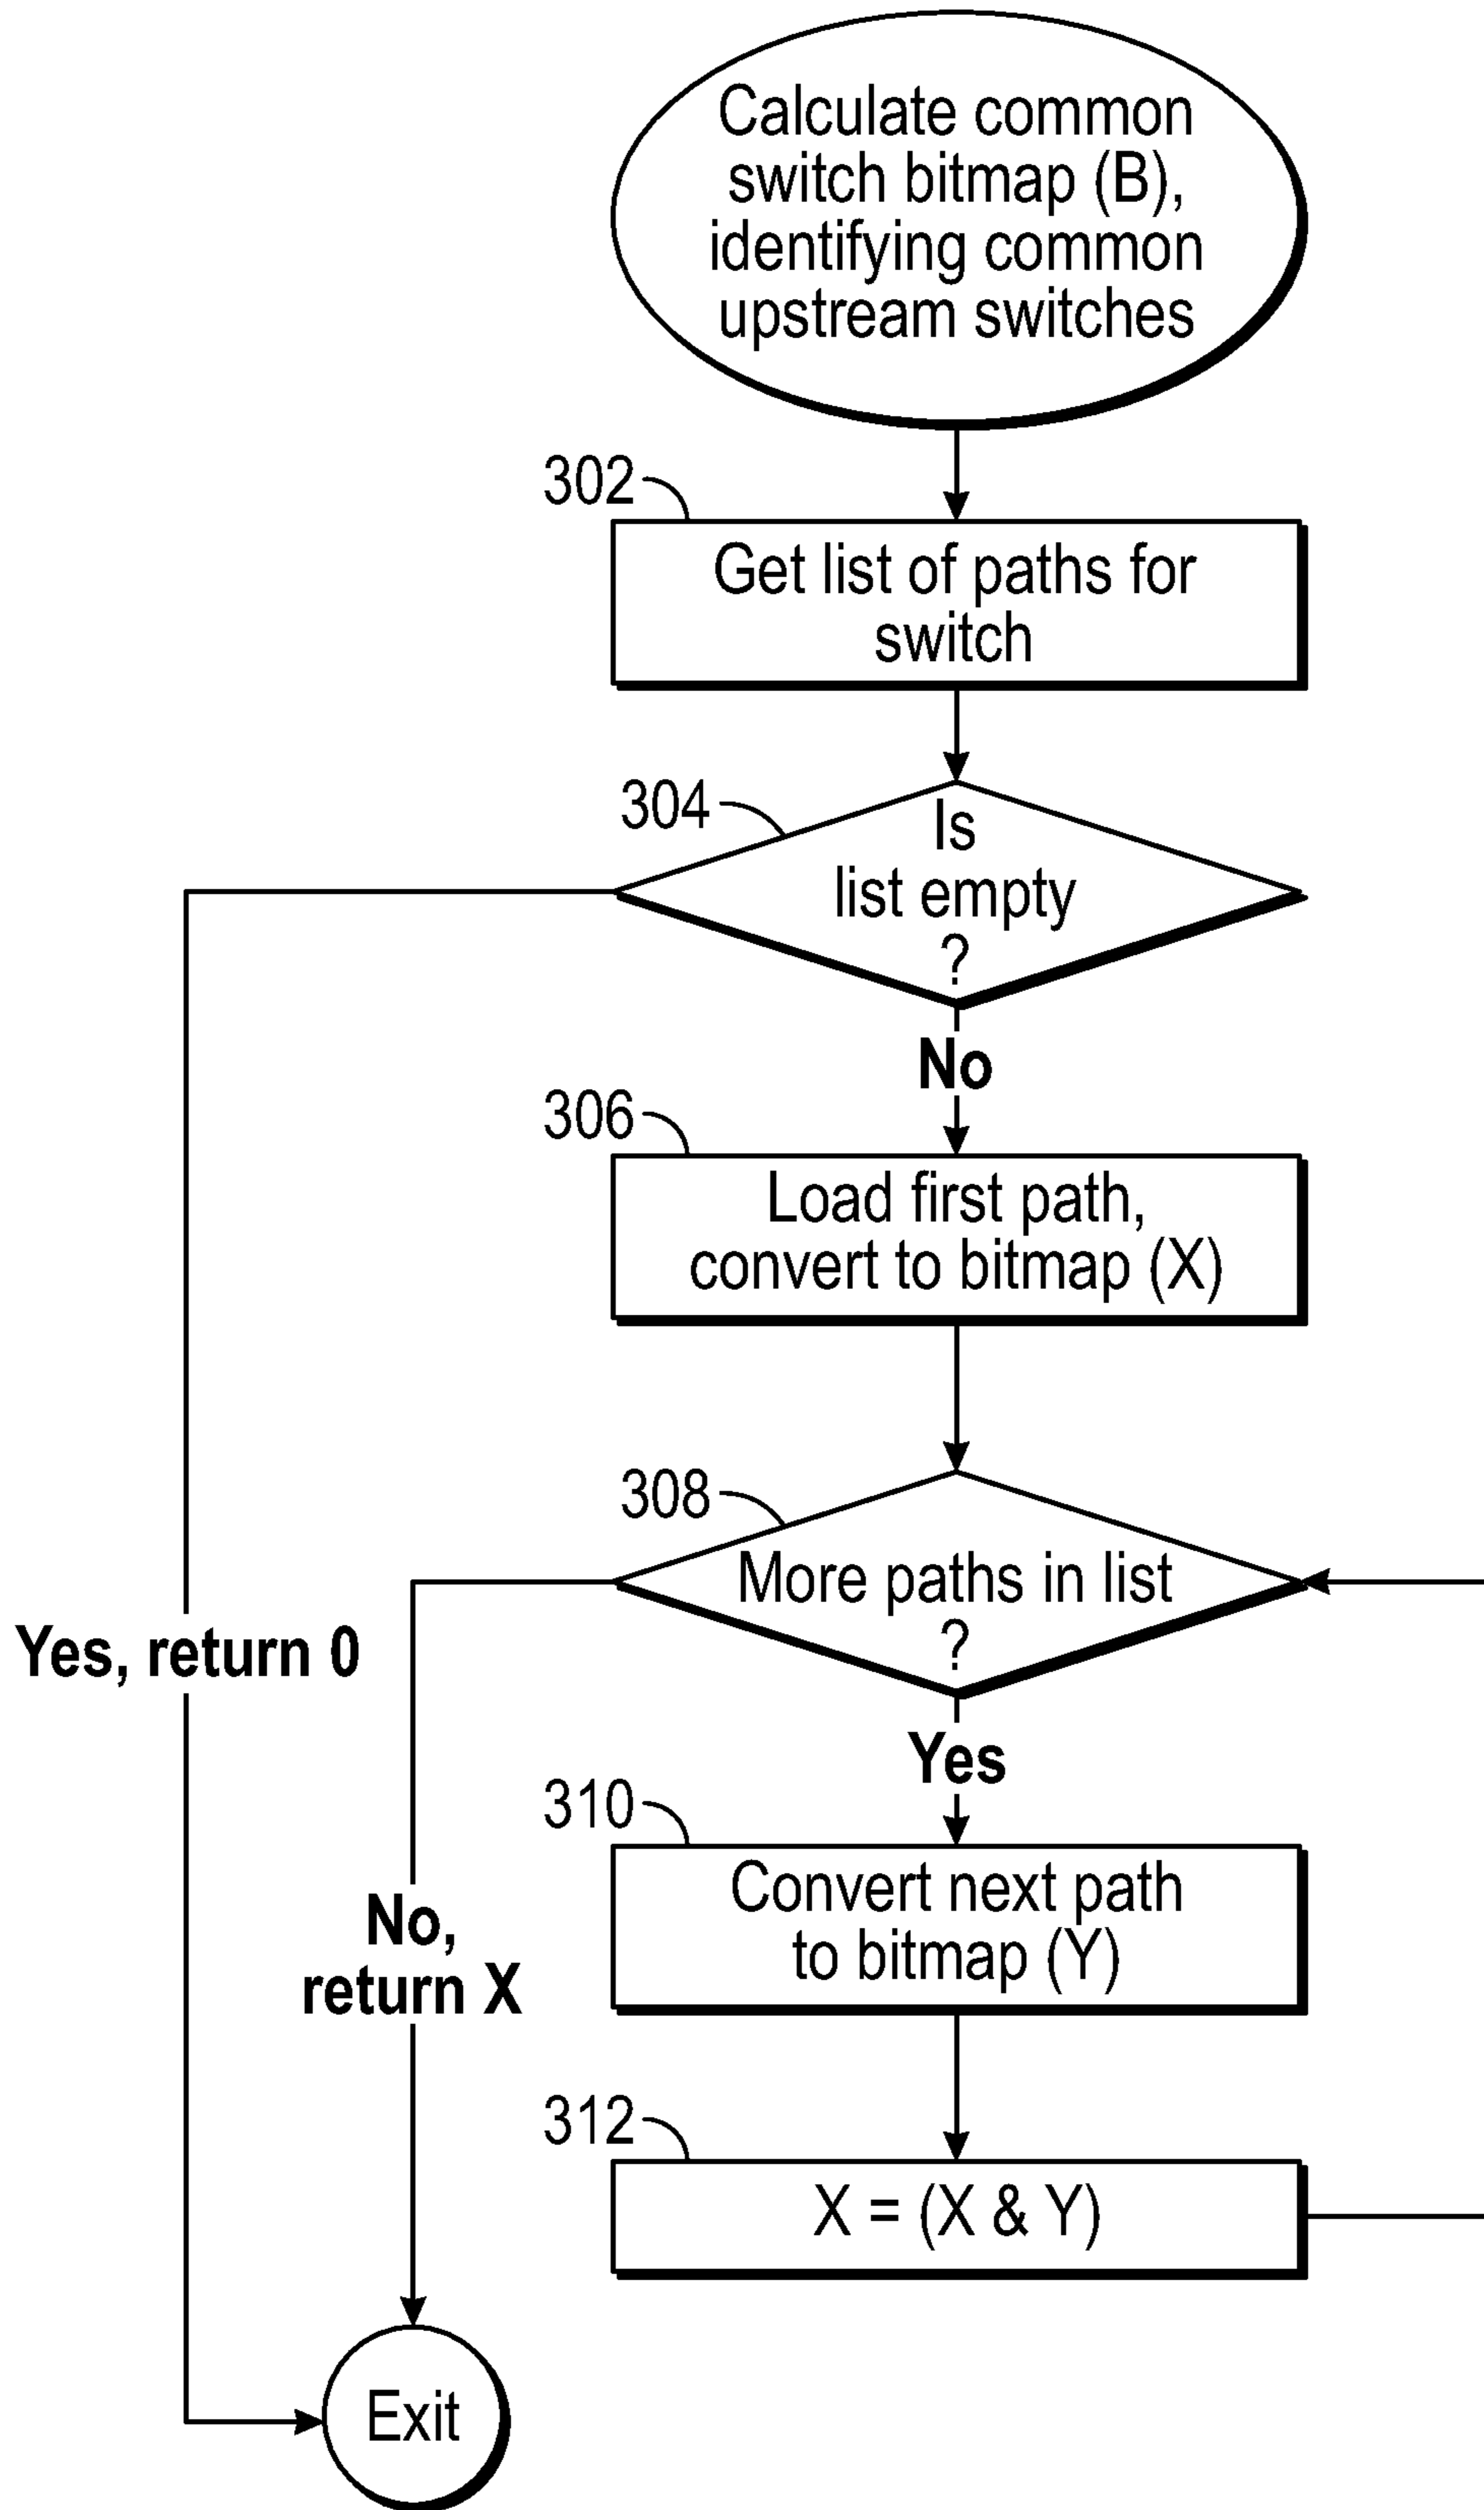 Calculate common
switch bitmap (B),
identifying common
upstream switches
302
Get list of paths for
switch
304
Is
list empty
?
No
306
Load first path,
convert to bitmap (X)
308
More paths in list
?
Yes, return 0
Yes
310
Convert next path
to bitmap (Y)
No,
return X
312
X = (X & Y)
Exit